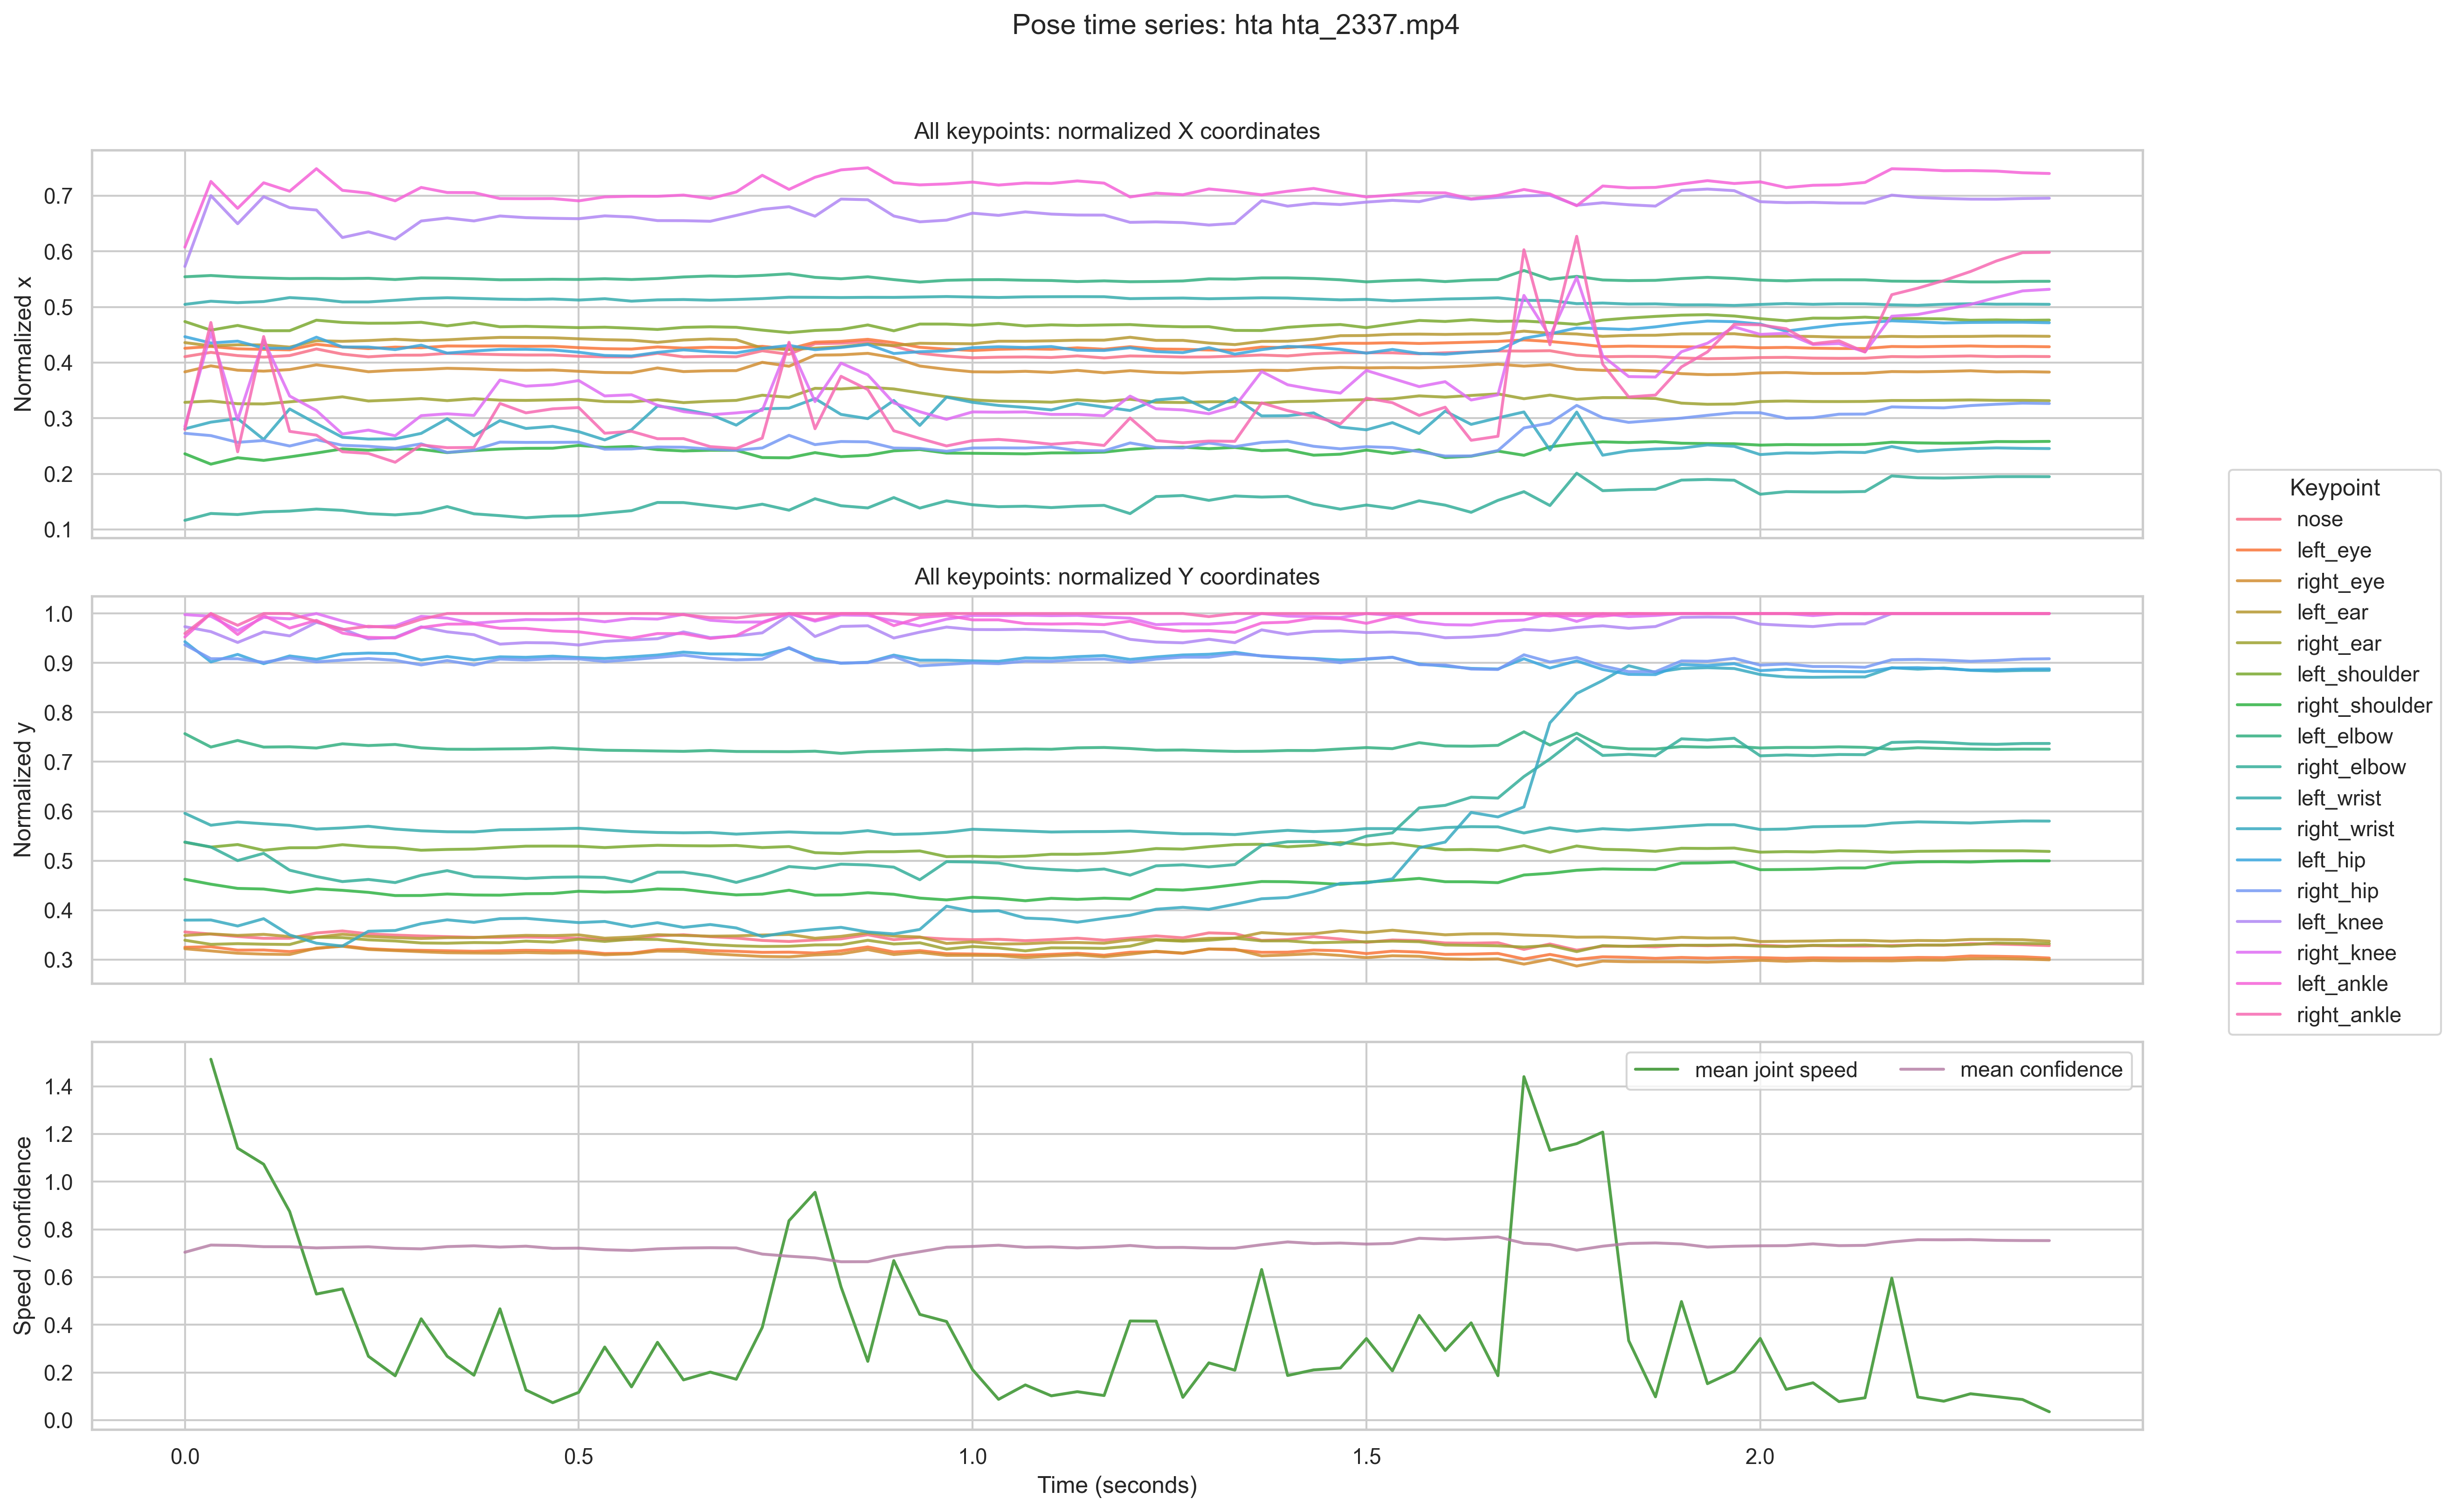 Pose time series: hta hta_2337.mp4
All keypoints: normalized X coordinates
Normalized x
0.7
0.6
0.5
0.4
0.3
0.2
0.1
All keypoints: normalized Y coordinates
Normalized y
1.0
0.9
0.8
0.7
0.6
0.5
0.4
0.3
Keypoint
nose
left_eye
right_eye
left_ear
right_ear
left_shoulder
right_shoulder
left_elbow
right_elbow
left_wrist
right_wrist
left_hip
right_hip
left_knee
right_knee
left_ankle
right_ankle
mean joint speed
mean confidence
Speed / confidence
1.4
1.2
1.0
0.8
0.6
0.4
0.2
0.0
0.0
0.5
1.0
1.5
2.0
Time (seconds)